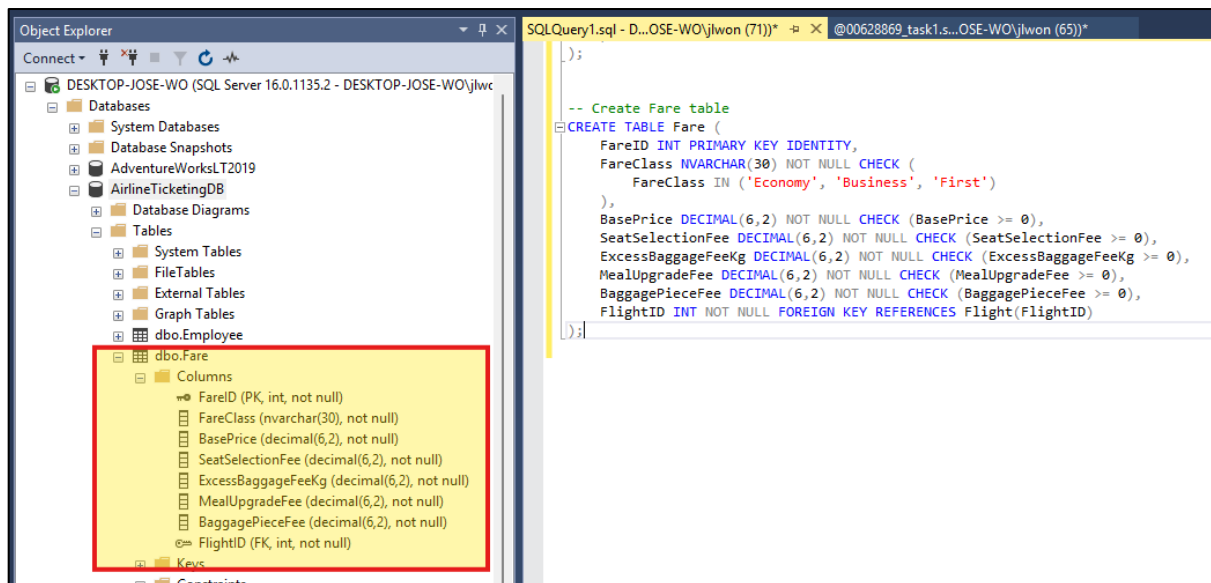 Object Explorer
Connect
DESKTOP-JOSE-WO (SQL Server 16.0.1135.2 - DESKTOP-JOSE-WO\jlwo
Databases
System Databases
Database Snapshots
AdventureWorksLT2019
AirlineTicketingDB
Database Diagrams
Tables
System Tables
FileTables
External Tables
Graph Tables
dbo.Employee
dbo.Fare
Columns
FareID (PK, int, not null)
FareClass (nvarchar(30), not null)
BasePrice (decimal(6,2), not null)
SeatSelectionFee (decimal(6,2), not null)
ExcessBaggageFeeKg (decimal(6,2), not null)
MealUpgradeFee (decimal(6,2), not null)
BaggagePieceFee (decimal(6,2), not null)
FlightID (FK, int, not null)
Keys
Constraints
SQLQuery1.sql - D...OSE-WO\jlwon (71))* @00628869_task1.s...OSE-WO\jlwon (65))*
);
-- Create Fare table
CREATE TABLE Fare (
FareID INT PRIMARY KEY IDENTITY,
FareClass NVARCHAR(30) NOT NULL CHECK (
FareClass IN ('Economy', 'Business', 'First')
),
BasePrice DECIMAL(6,2) NOT NULL CHECK (BasePrice >= 0),
SeatSelectionFee DECIMAL(6,2) NOT NULL CHECK (SeatSelectionFee >= 0),
ExcessBaggageFeeKg DECIMAL(6,2) NOT NULL CHECK (ExcessBaggageFeeKg >= 0),
MealUpgradeFee DECIMAL(6,2) NOT NULL CHECK (MealUpgradeFee >= 0),
BaggagePieceFee DECIMAL(6,2) NOT NULL CHECK (BaggagePieceFee >= 0),
FlightID INT NOT NULL FOREIGN KEY REFERENCES Flight(FlightID)
);